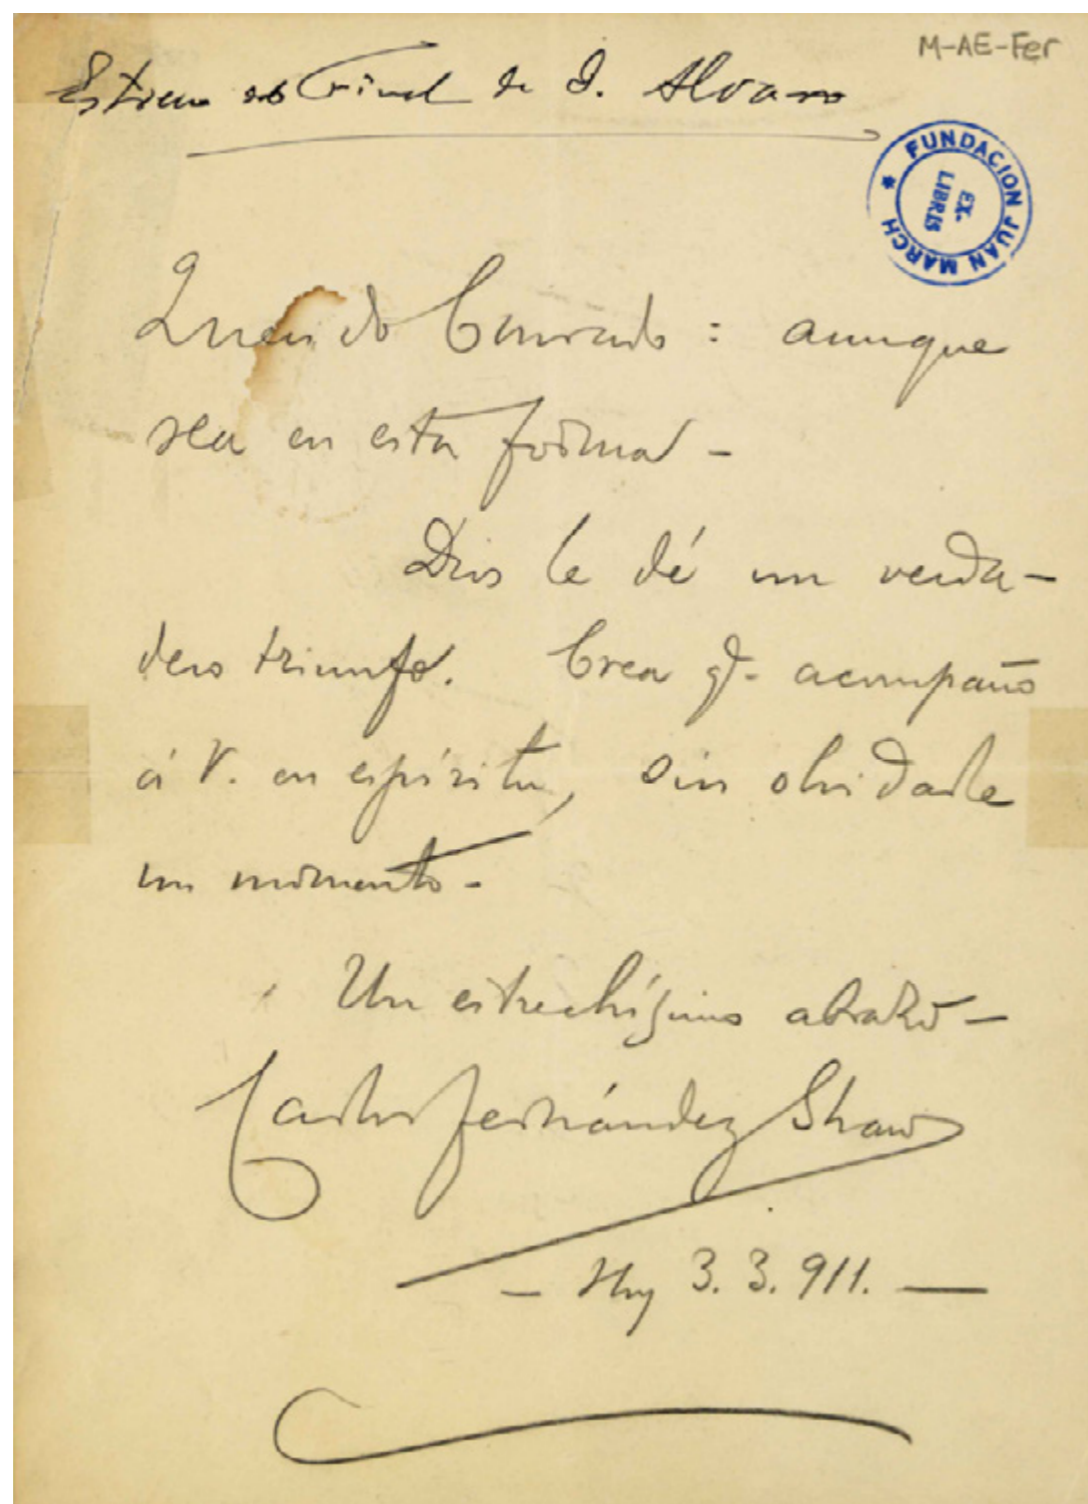 M-AE-Fer
Estreno del Final de D. Alvaro
FUNDACION JUAN MARCH
EX-
LIBRIS
Querido Conrado: aunque
sea en esta forma -
Dios le dé un verda-
dero triunfo. Crea q. acompaño
á V. en espíritu, sin olvidarle
un momento -
Un estrechísimo abrazo -
Carlos Fernández Shaw
- Hoy 3. 3. 911. -